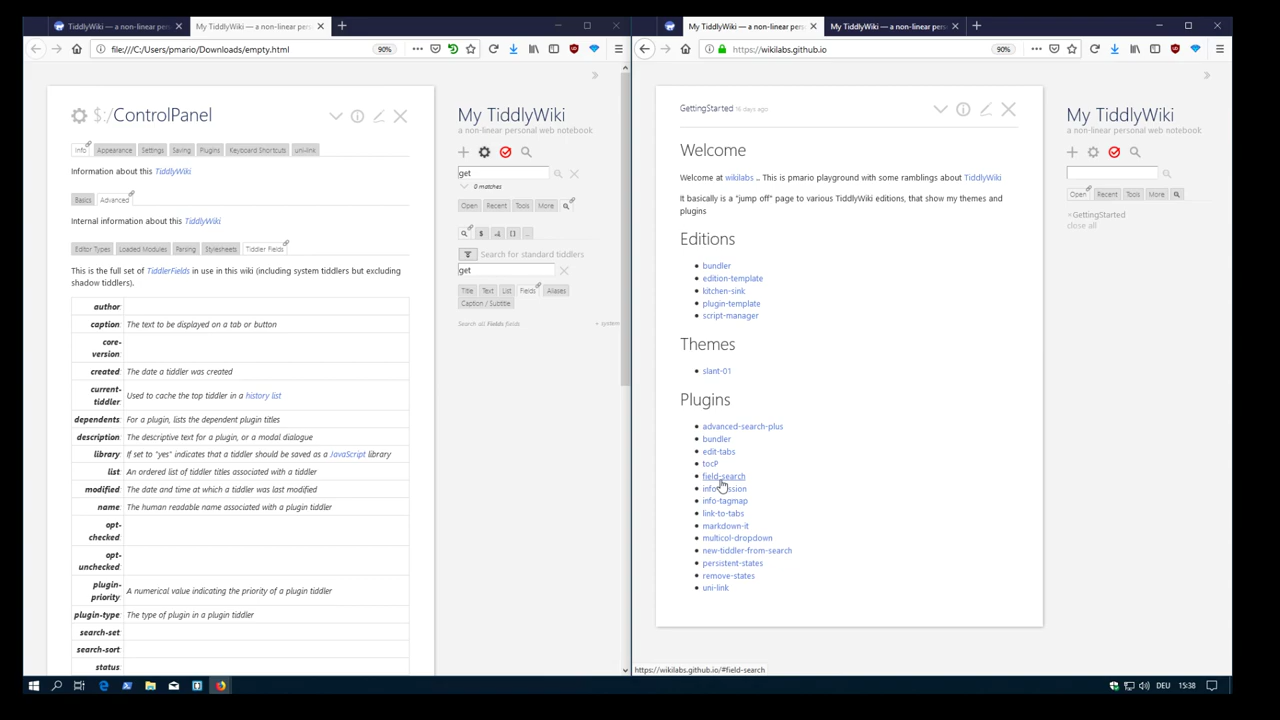 TiddlyWiki — a non-linear pers
My TiddlyWiki — a non-linear pe
file:///C:/Users/pmario/Downloads/empty.html
90%
$:/ControlPanel
Info
Appearance
Settings
Saving
Plugins
Keyboard Shortcuts
uni-link
Information about this TiddlyWiki
Basics
Advanced
Internal information about this TiddlyWiki
Editor Types
Loaded Modules
Parsing
Stylesheets
Tiddler Fields
This is the full set of TiddlerFields in use in this wiki (including system tiddlers but excluding
shadow tiddlers).
author:
caption: The text to be displayed on a tab or button
core-
version:
created: The date a tiddler was created
current-
tiddler: Used to cache the top tiddler in a history list
dependents: For a plugin, lists the dependent plugin titles
description: The descriptive text for a plugin, or a modal dialogue
library: If set to "yes" indicates that a tiddler should be saved as a JavaScript library
list: An ordered list of tiddler titles associated with a tiddler
modified: The date and time at which a tiddler was last modified
name: The human readable name associated with a plugin tiddler
opt-
checked:
opt-
unchecked:
plugin-
priority: A numerical value indicating the priority of a plugin tiddler
plugin-type: The type of plugin in a plugin tiddler
search-set:
search-sort:
status:
My TiddlyWiki
a non-linear personal web notebook
get
0 matches
Open
Recent
Tools
More
$
{}
...
Search for standard tiddlers
get
Title
Text
List
Fields
Aliases
Caption / Subtitle
Search all Fields fields
+ system
My TiddlyWiki — a non-linear pe
My TiddlyWiki — a non-linear pers
https://wikilabs.github.io
90%
GettingStarted 16 days ago
Welcome
Welcome at wikilabs .. This is pmario playground with some ramblings about TiddlyWiki
It basically is a "jump off" page to various TiddlyWiki editions, that show my themes and
plugins
Editions
bundler
edition-template
kitchen-sink
plugin-template
script-manager
Themes
slant-01
Plugins
advanced-search-plus
bundler
edit-tabs
tocP
field-search
info-tagmap
link-to-tabs
markdown-it
multicol-dropdown
new-tiddler-from-search
persistent-states
remove-states
uni-link
My TiddlyWiki
a non-linear personal web notebook
Open
Recent
Tools
More
GettingStarted
close all
https://wikilabs.github.io/#field-search
DEU
15:38